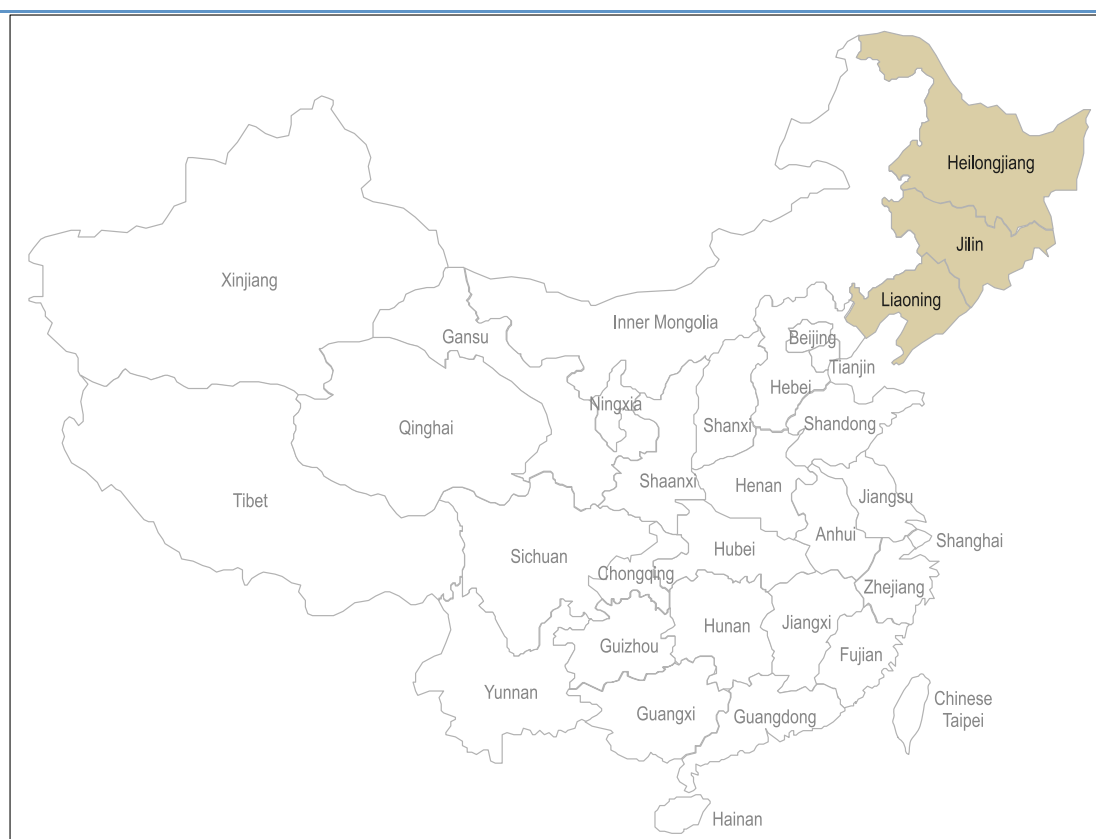 Heilongjiang
Jilin
Liaoning
Xinjiang
Inner Mongolia
Gansu
Beijing
Tianjin
Hebei
Ningxia
Shanxi
Shandong
Qinghai
Shaanxi
Henan
Jiangsu
Tibet
Anhui
Shanghai
Sichuan
Hubei
Chongqing
Zhejiang
Guizhou
Hunan
Jiangxi
Fujian
Yunnan
Guangxi
Guangdong
Chinese
Taipei
Hainan